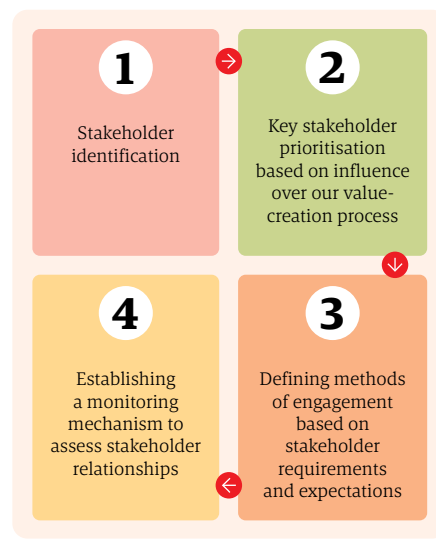 1
Stakeholder
identification
2
Key stakeholder
prioritisation
based on influence
over our value-
creation process
3
Defining methods
of engagement
based on
stakeholder
requirements
and expectations
4
Establishing
a monitoring
mechanism to
assess stakeholder
relationships